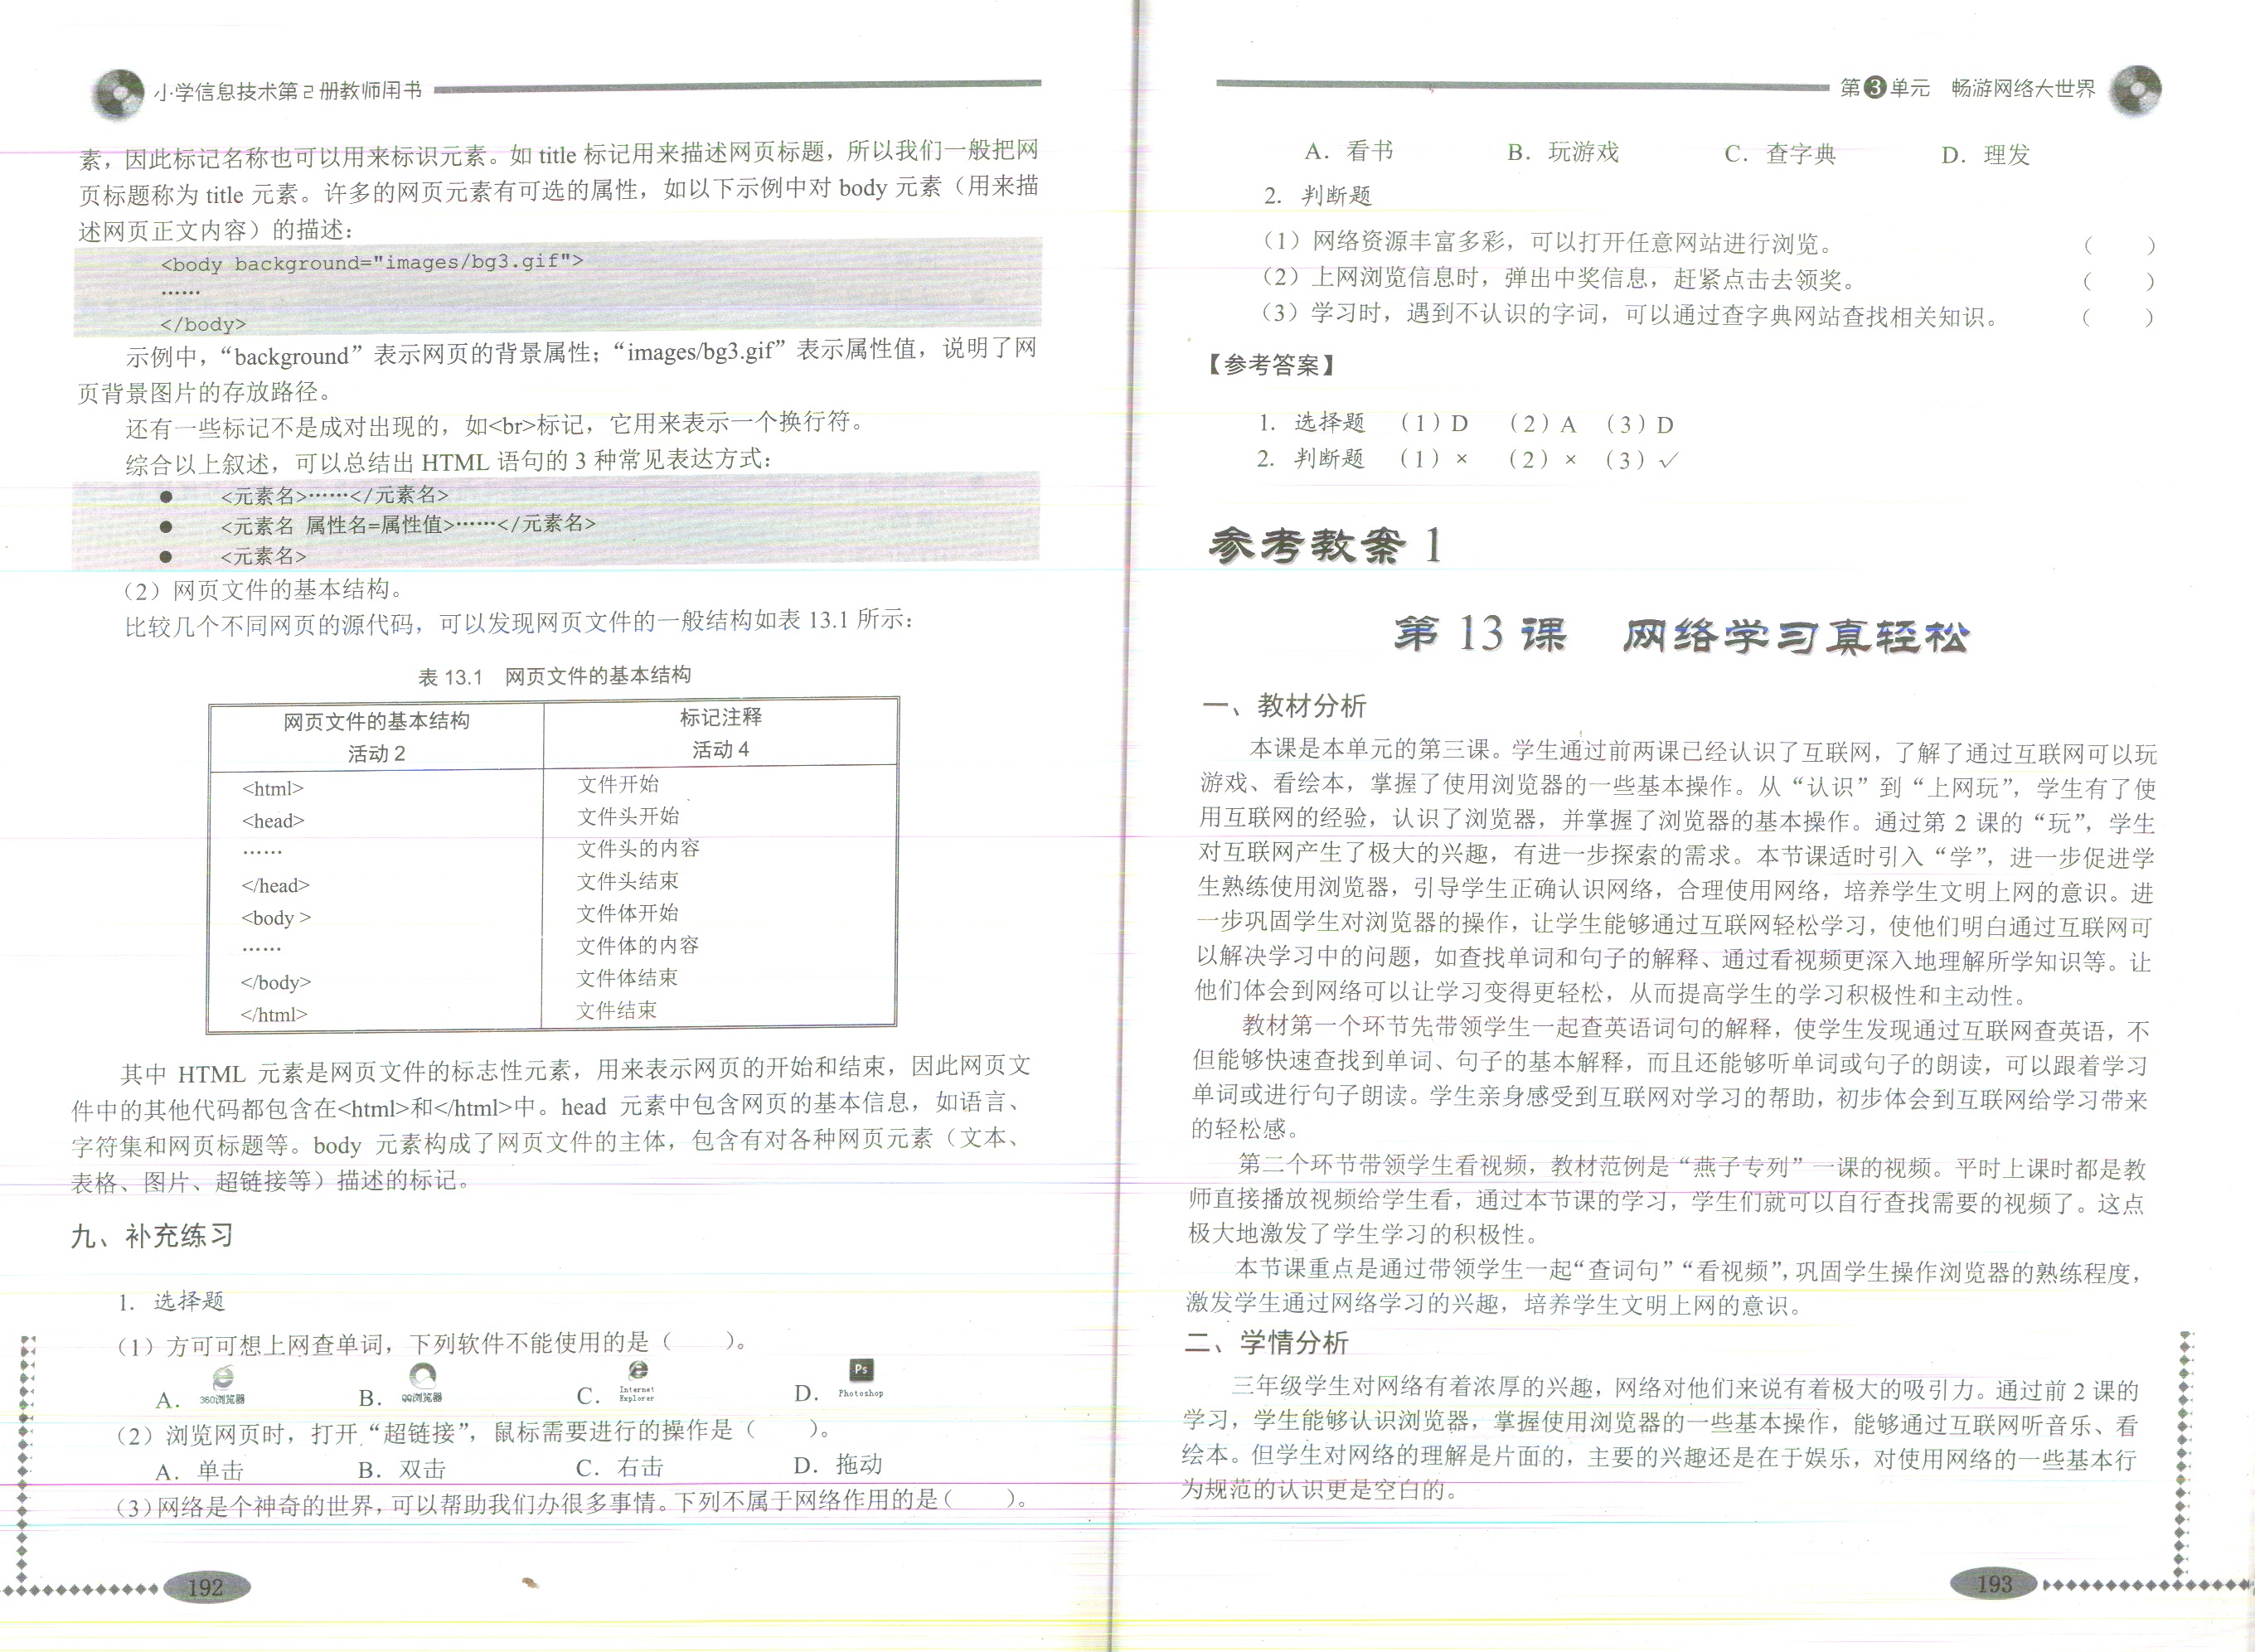 小学信息技术第2册教师用书
素，因此标记名称也可以用来标识元素。如 title 标记用来描述网页标题，所以我们一般把网
页标题称为 title 元素。许多的网页元素有可选的属性，如以下示例中对 body 元素（用来描
述网页正文内容）的描述：
<body background="images/bg3.gif">
……
</body>
示例中，“background”表示网页的背景属性；“images/bg3.gif”表示属性值，说明了网
页背景图片的存放路径。
还有一些标记不是成对出现的，如<br>标记，它用来表示一个换行符。
综合以上叙述，可以总结出 HTML 语句的 3 种常见表达方式：
● <元素名>……</元素名>
● <元素名 属性名=属性值>……</元素名>
● <元素名>
（2）网页文件的基本结构。
比较几个不同网页的源代码，可以发现网页文件的一般结构如表 13.1 所示：
表 13.1 网页文件的基本结构
网页文件的基本结构 标记注释
活动 2 活动 4
<html> 文件开始
<head> 文件头开始
…… 文件头的内容
</head> 文件头结束
<body > 文件体开始
…… 文件体的内容
</body> 文件体结束
</html> 文件结束
其中 HTML 元素是网页文件的标志性元素，用来表示网页的开始和结束，因此网页文
件中的其他代码都包含在<html>和</html>中。head 元素中包含网页的基本信息，如语言、
字符集和网页标题等。body 元素构成了网页文件的主体，包含有对各种网页元素（文本、
表格、图片、超链接等）描述的标记。
九、补充练习
1. 选择题
（1）方可可想上网查单词，下列软件不能使用的是（ ）。
A. 360浏览器 B. QQ浏览器 C. Internet Explorer D. Ps Photoshop
（2）浏览网页时，打开“超链接”，鼠标需要进行的操作是（ ）。
A. 单击 B. 双击 C. 右击 D. 拖动
（3）网络是个神奇的世界，可以帮助我们办很多事情。下列不属于网络作用的是（ ）。
192
第3单元 畅游网络大世界
A. 看书 B. 玩游戏 C. 查字典 D. 理发
2. 判断题
（1）网络资源丰富多彩，可以打开任意网站进行浏览。 （ ）
（2）上网浏览信息时，弹出中奖信息，赶紧点击去领奖。 （ ）
（3）学习时，遇到不认识的字词，可以通过查字典网站查找相关知识。 （ ）
【参考答案】
1. 选择题 （1）D （2）A （3）D
2. 判断题 （1）× （2）× （3）√
参考教案 1
第 13 课 网络学习真轻松
一、教材分析
本课是本单元的第三课。学生通过前两课已经认识了互联网，了解了通过互联网可以玩
游戏、看绘本，掌握了使用浏览器的一些基本操作。从“认识”到“上网玩”，学生有了使
用互联网的经验，认识了浏览器，并掌握了浏览器的基本操作。通过第 2 课的“玩”，学生
对互联网产生了极大的兴趣，有进一步探索的需求。本节课适时引入“学”，进一步促进学
生熟练使用浏览器，引导学生正确认识网络，合理使用网络，培养学生文明上网的意识。进
一步巩固学生对浏览器的操作，让学生能够通过互联网轻松学习，使他们明白通过互联网可
以解决学习中的问题，如查找单词和句子的解释、通过看视频更深入地理解所学知识等。让
他们体会到网络可以让学习变得更轻松，从而提高学生的学习积极性和主动性。
教材第一个环节先带领学生一起查英语词句的解释，使学生发现通过互联网查英语，不
但能够快速查找到单词、句子的基本解释，而且还能够听单词或句子的朗读，可以跟着学习
单词或进行句子朗读。学生亲身感受到互联网对学习的帮助，初步体会到互联网给学习带来
的轻松感。
第二个环节带领学生看视频，教材范例是“燕子专列”一课的视频。平时上课时都是教
师直接播放视频给学生看，通过本节课的学习，学生们就可以自行查找需要的视频了。这点
极大地激发了学生学习的积极性。
本节课重点是通过带领学生一起“查词句”“看视频”，巩固学生操作浏览器的熟练程度，
激发学生通过网络学习的兴趣，培养学生文明上网的意识。
二、学情分析
三年级学生对网络有着浓厚的兴趣，网络对他们来说有着极大的吸引力。通过前 2 课的
学习，学生能够认识浏览器，掌握使用浏览器的一些基本操作，能够通过互联网听音乐、看
绘本。但学生对网络的理解是片面的，主要的兴趣还是在于娱乐，对使用网络的一些基本行
为规范的认识更是空白的。
193